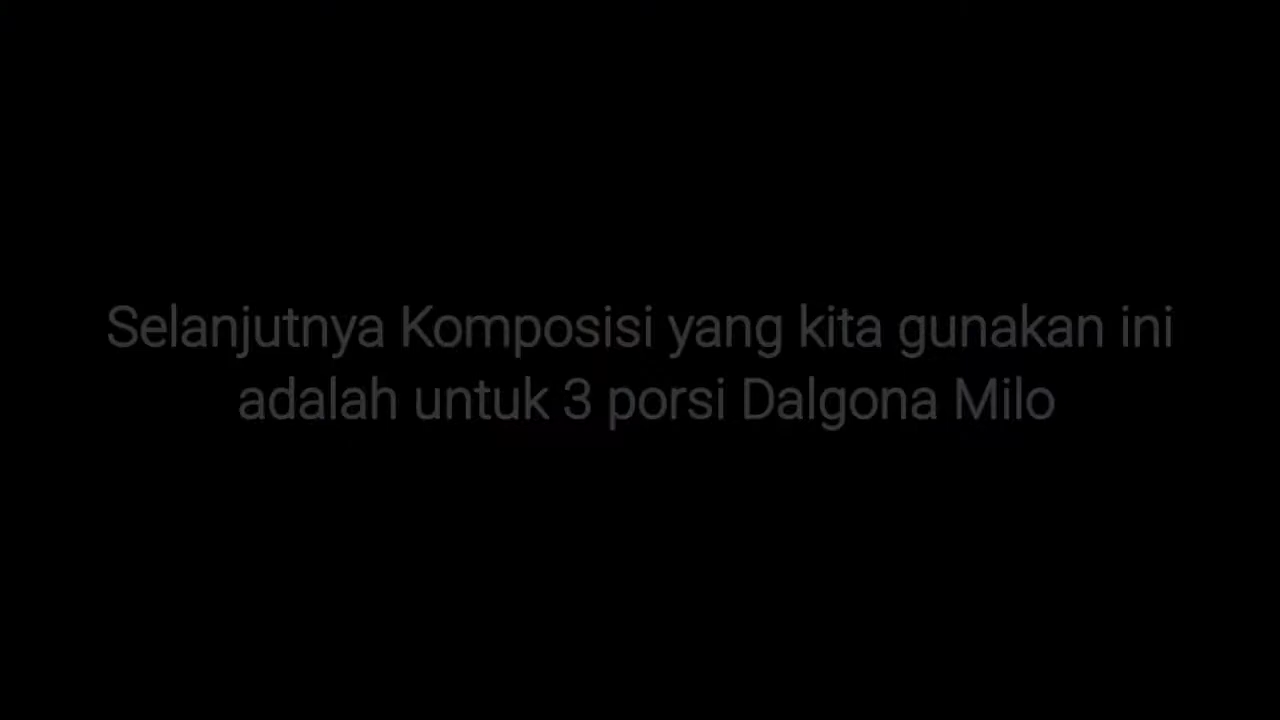 Selanjutnya Komposisi yang kita gunakan ini
adalah untuk 3 porsi Dalgona Milo